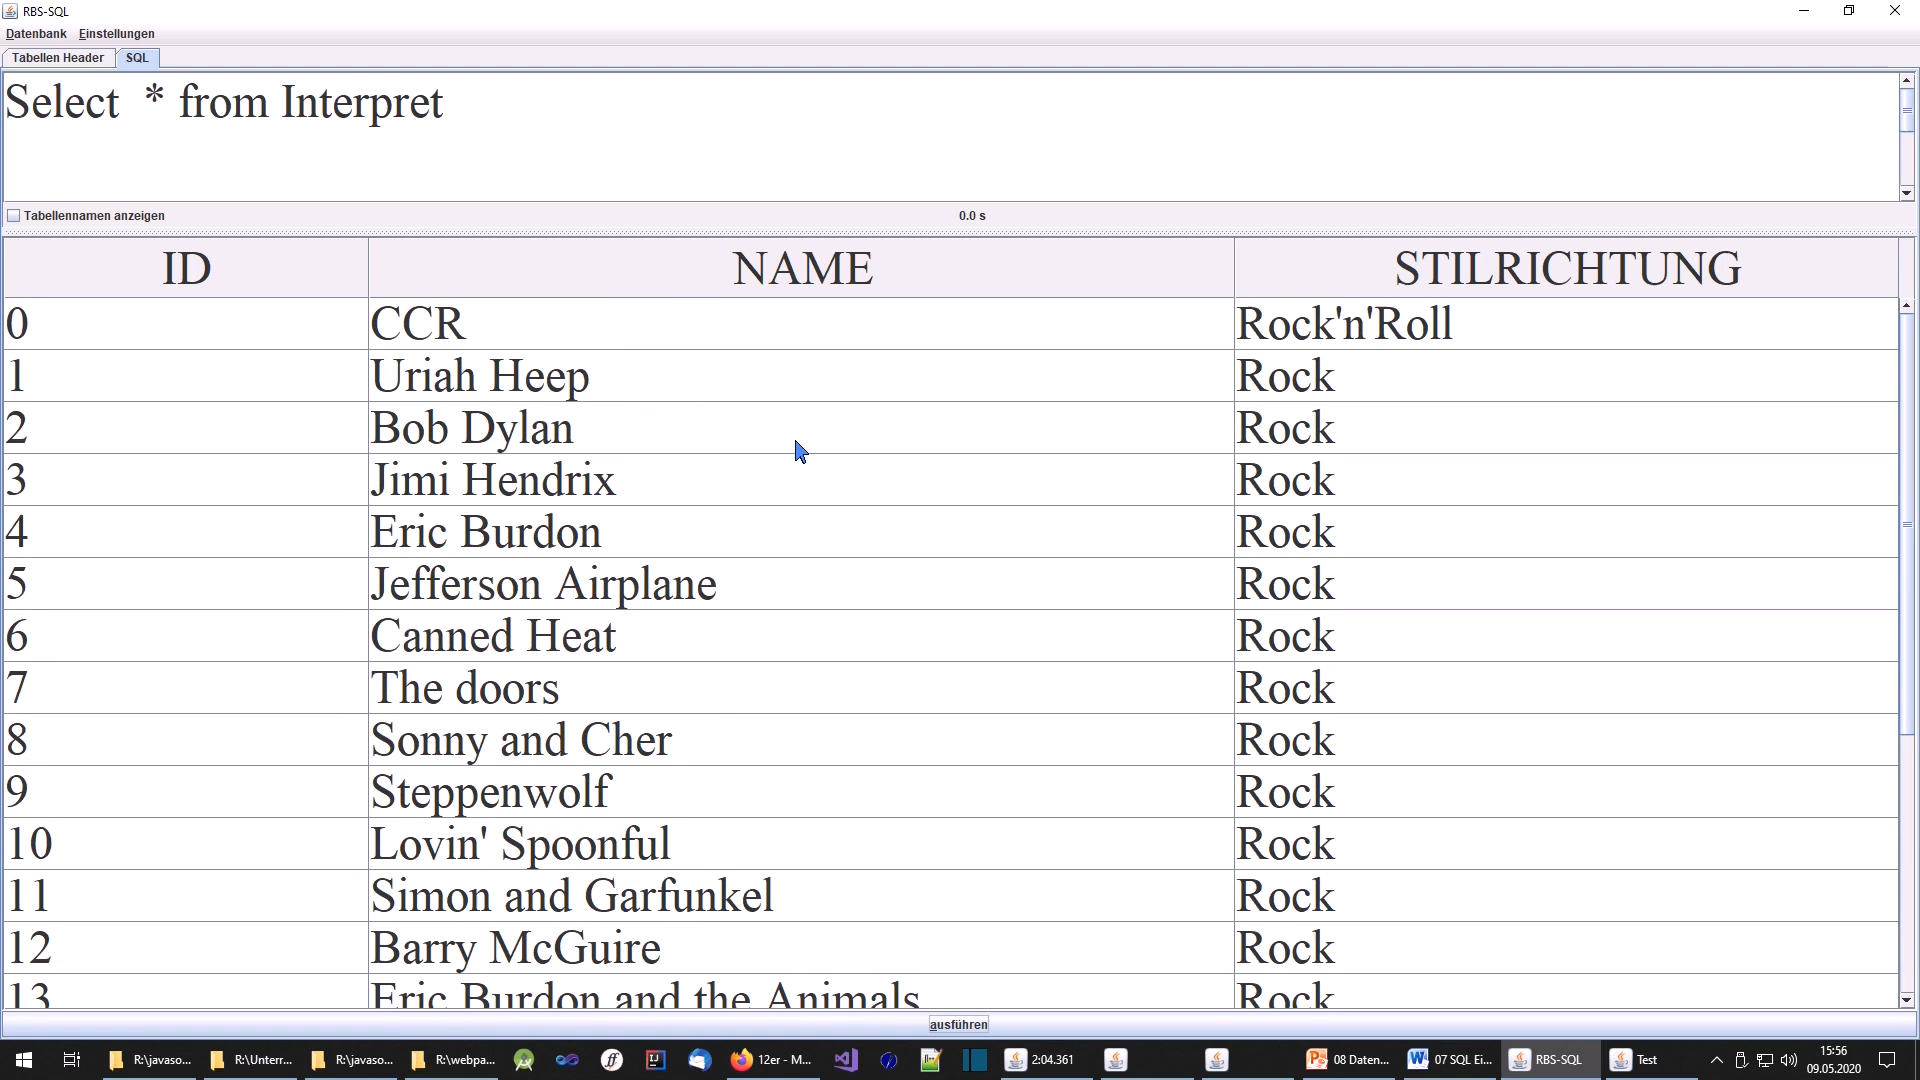 RBS-SQL
Datenbank Einstellungen
Tabellen Header SQL
Select * from Interpret
Tabellennamen anzeigen 0.0 s
ID NAME STILRICHTUNG
0 CCR Rock'n'Roll
1 Uriah Heep Rock
2 Bob Dylan Rock
3 Jimi Hendrix Rock
4 Eric Burdon Rock
5 Jefferson Airplane Rock
6 Canned Heat Rock
7 The doors Rock
8 Sonny and Cher Rock
9 Steppenwolf Rock
10 Lovin' Spoonful Rock
11 Simon and Garfunkel Rock
12 Barry McGuire Rock
13 Eric Burdon and the Animals Rock
ausführen
R:\javaso... R:\Unterr... R:\javaso... R:\webpa... 12er - M... 2:04.361 08 Daten... 07 SQL Ei... RBS-SQL Test 15:56
09.05.2020